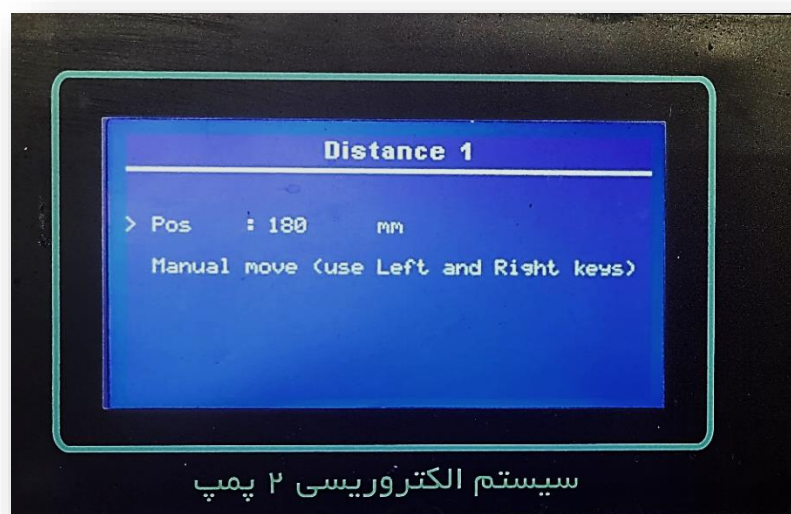 Distance 1
> Pos : 180 mm
Manual move (use Left and Right keys)
سیستم الکتروریسی ۲ پمپ